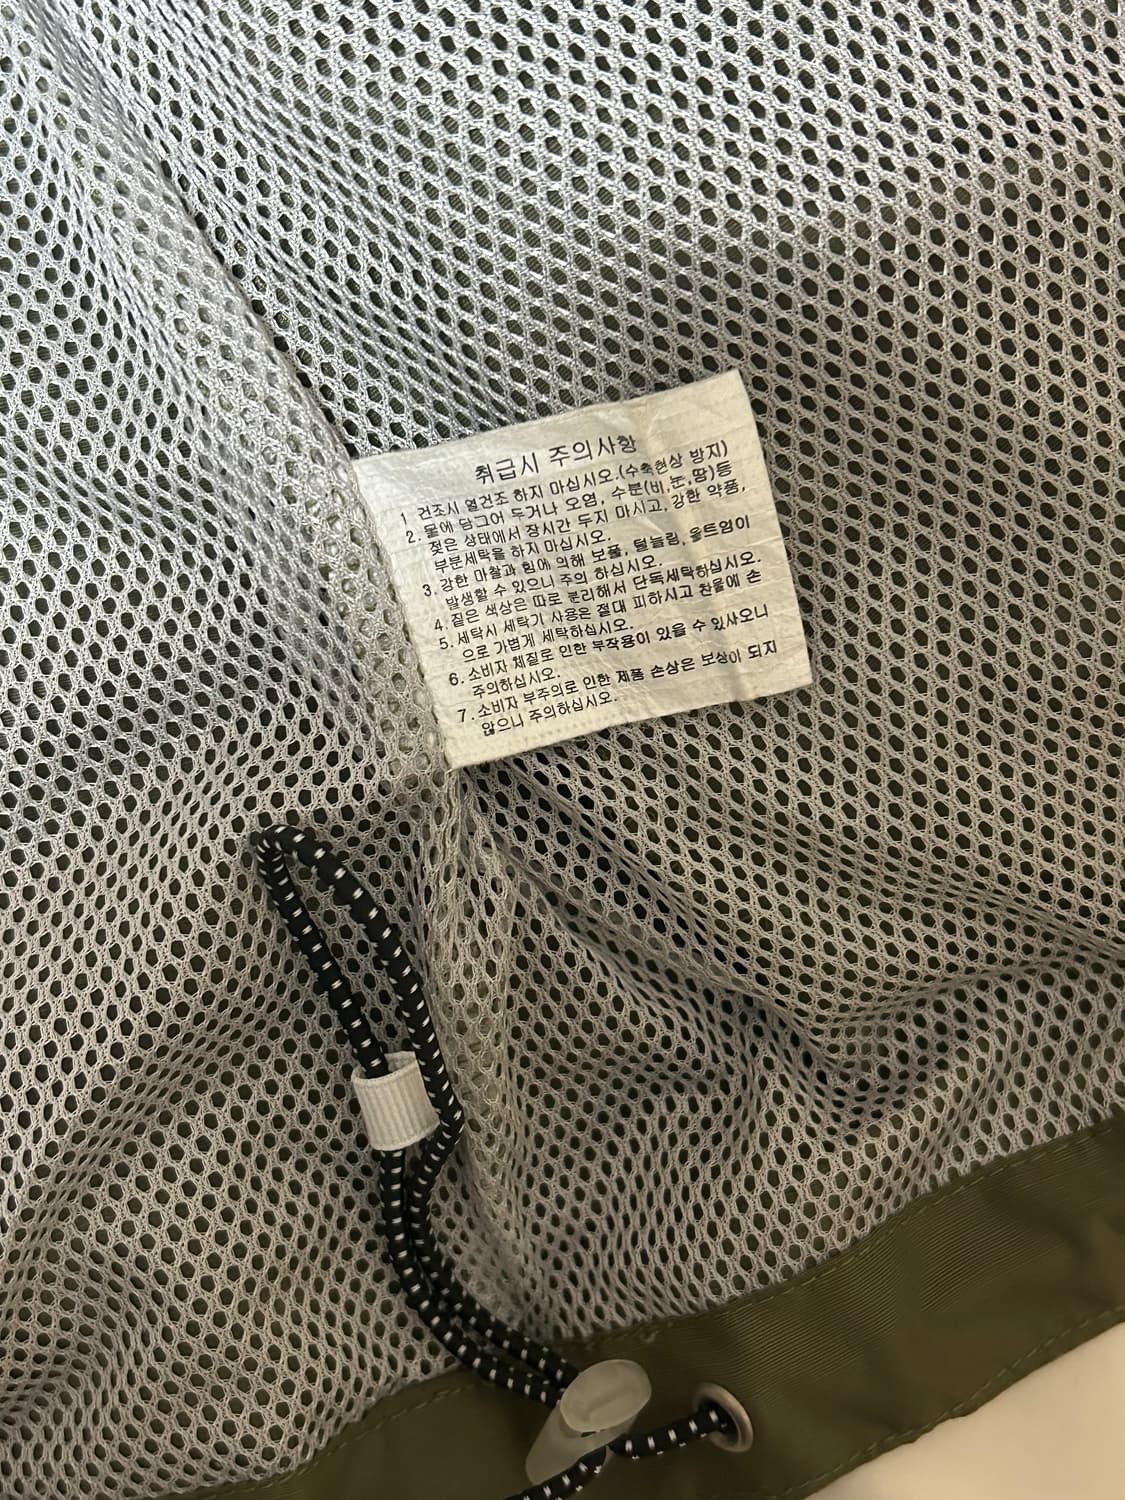 취급시 주의사항
1. 건조시 열건조 하지 마십시오.(수축현상 방지)
2. 물에 담그어 두거나 오염, 수분(비,눈,땀)등
젖은 상태에서 장시간 두지 마시고, 강한 약품,
부분세탁을 하지 마십시오.
3. 강한 마찰과 힘에 의해 보풀, 털눌림, 올트임이
발생할 수 있으니 주의 하십시오.
4. 짙은 색상은 따로 분리해서 단독세탁하십시오.
5. 세탁시 세탁기 사용은 절대 피하시고 찬물에 손
으로 가볍게 세탁하십시오.
6. 소비자 체질로 인한 부작용이 있을 수 있사오니
주의하십시오.
7. 소비자 부주의로 인한 제품 손상은 보상이 되지
않으니 주의하십시오.